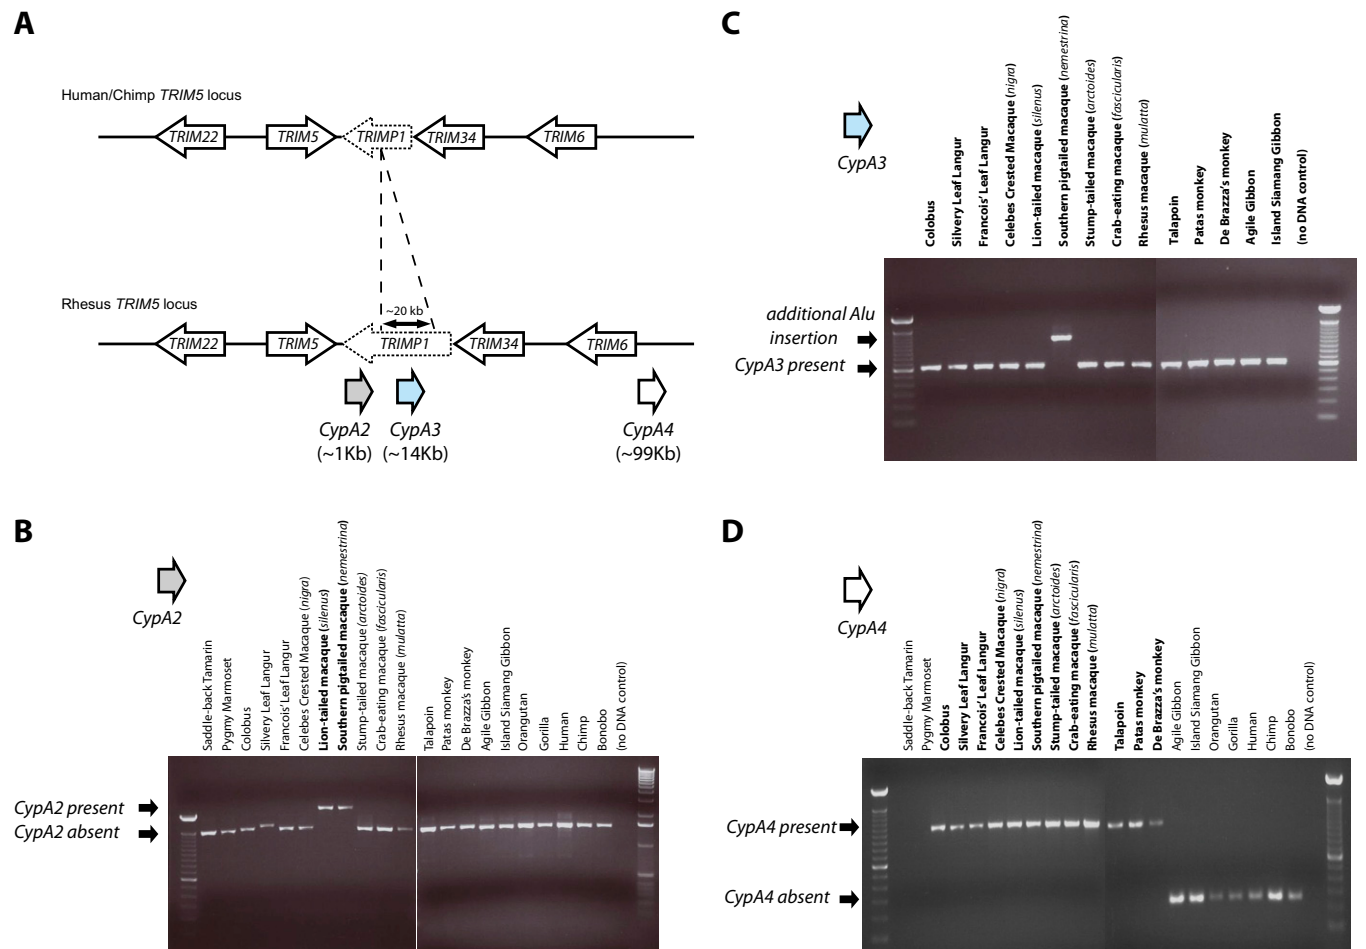 A
Human/Chimp TRIM5 locus
TRIM22
TRIM5
TRIMP1
TRIM34
TRIM6
Rhesus TRIM5 locus
~20 kb
TRIM22
TRIM5
TRIMP1
TRIM34
TRIM6
CypA2
(~1Kb)
CypA3
(~14Kb)
CypA4
(~99Kb)
B
CypA2
Saddle-back Tamarin
Pygmy Marmoset
Colobus
Silvery Leaf Langur
Francois' Leaf Langur
Celebes Crested Macaque (nigra)
Lion-tailed macaque (silenus)
Southern pigtailed macaque (nemestrina)
Stump-tailed macaque (arctoides)
Crab-eating macaque (fascicularis)
Rhesus macaque (mulatta)
Talapoin
Patas monkey
De Brazza's monkey
Agile Gibbon
Island Siamang Gibbon
Orangutan
Gorilla
Human
Chimp
Bonobo
(no DNA control)
CypA2 present
CypA2 absent
C
CypA3
Colobus
Silvery Leaf Langur
Francois' Leaf Langur
Celebes Crested Macaque (nigra)
Lion-tailed macaque (silenus)
Southern pigtailed macaque (nemestrina)
Stump-tailed macaque (arctoides)
Crab-eating macaque (fascicularis)
Rhesus macaque (mulatta)
Talapoin
Patas monkey
De Brazza's monkey
Agile Gibbon
Island Siamang Gibbon
(no DNA control)
additional Alu
insertion
CypA3 present
D
CypA4
Saddle-back Tamarin
Pygmy Marmoset
Colobus
Silvery Leaf Langur
Francois' Leaf Langur
Celebes Crested Macaque (nigra)
Lion-tailed macaque (silenus)
Southern pigtailed macaque (nemestrina)
Stump-tailed macaque (arctoides)
Crab-eating macaque (fascicularis)
Rhesus macaque (mulatta)
Talapoin
Patas monkey
De Brazza's monkey
Agile Gibbon
Island Siamang Gibbon
Orangutan
Gorilla
Human
Chimp
Bonobo
(no DNA control)
CypA4 present
CypA4 absent